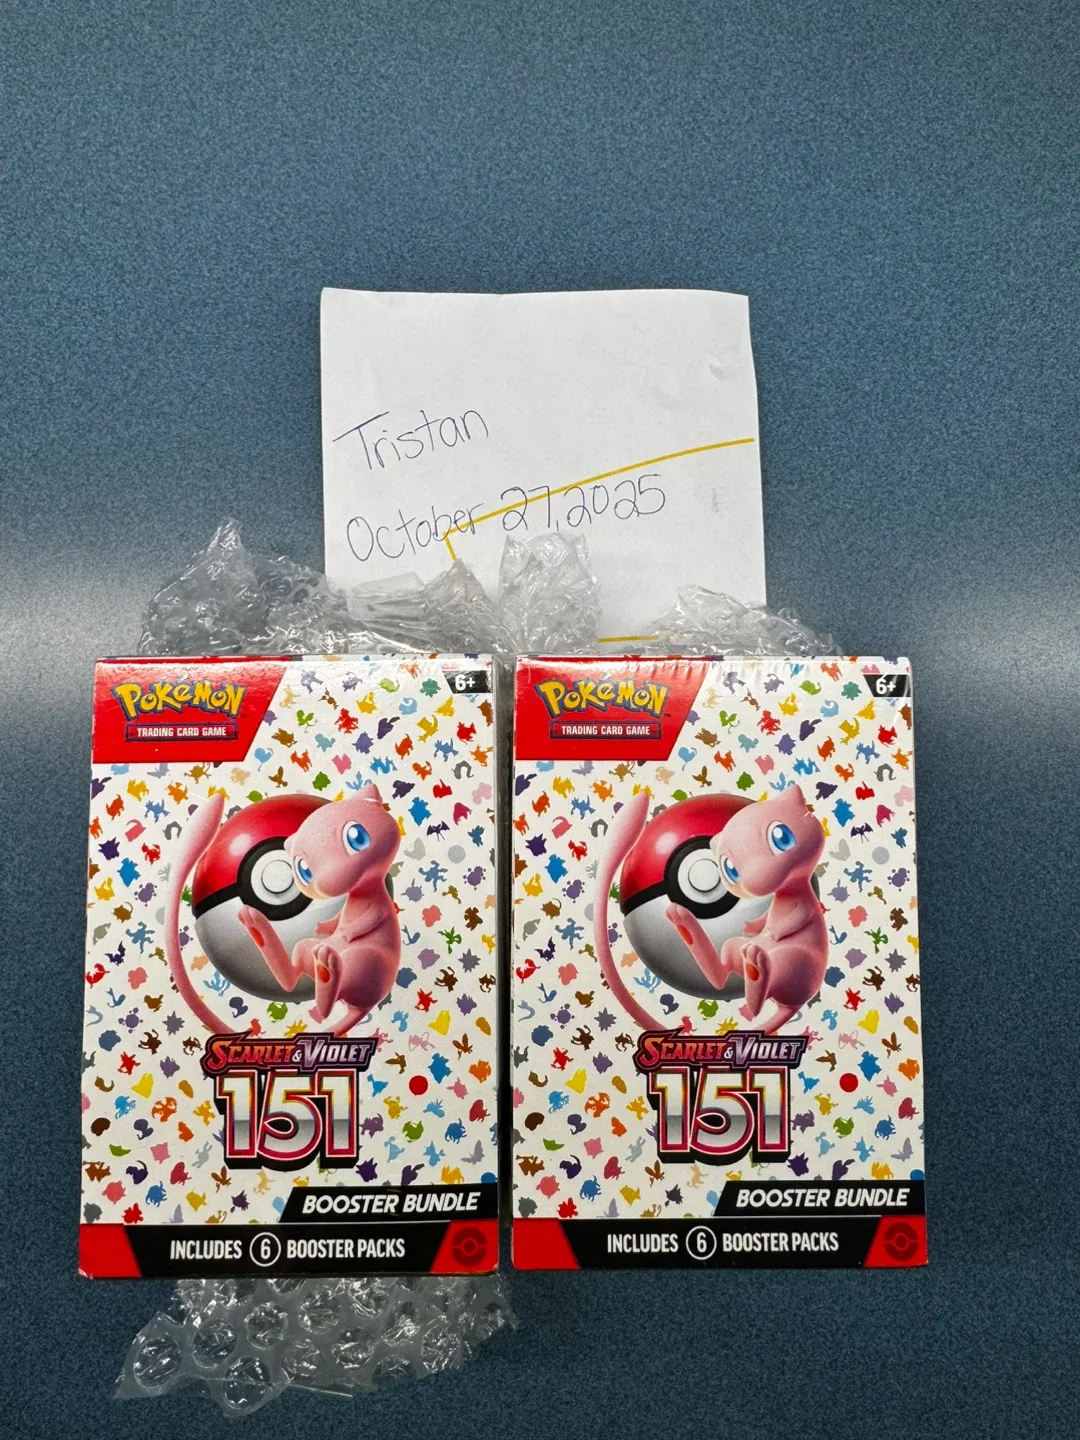 Tristan
October 27, 2025
POKéMON
TRADING CARD GAME
6+
SCARLET & VIOLET
151
BOOSTER BUNDLE
INCLUDES 6 BOOSTER PACKS
POKéMON
TRADING CARD GAME
6+
SCARLET & VIOLET
151
BOOSTER BUNDLE
INCLUDES 6 BOOSTER PACKS